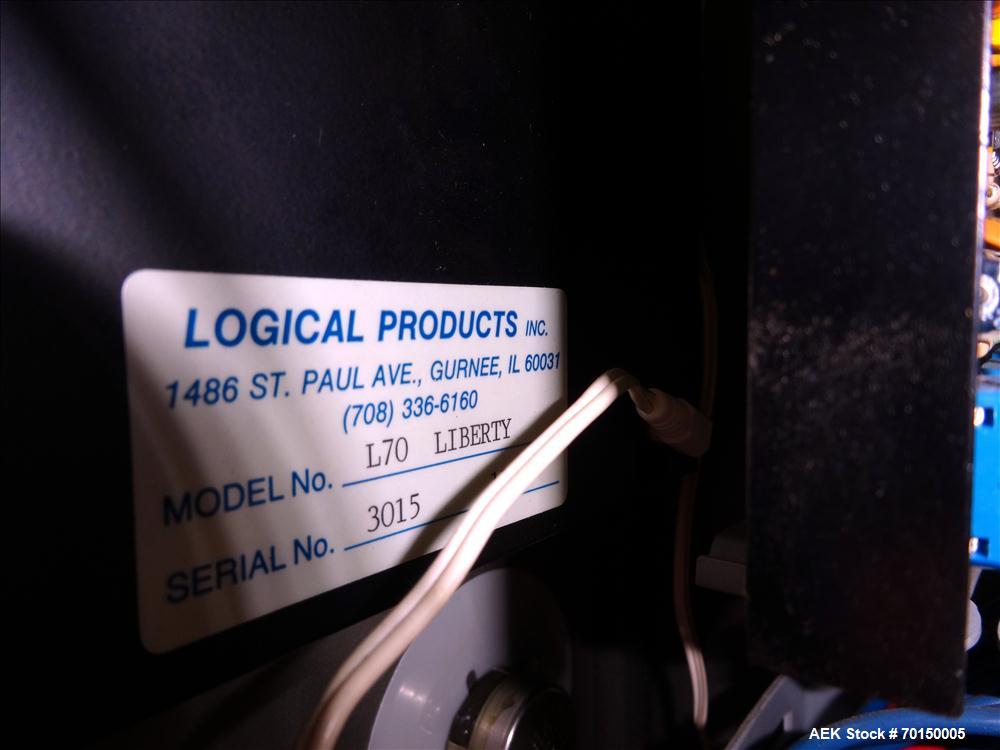 LOGICAL PRODUCTS INC.
1486 ST. PAUL AVE., GURNEE, IL 60031
(708) 336-6160
MODEL No. L70 LIBERTY
SERIAL No. 3015
AEK Stock # 70150005